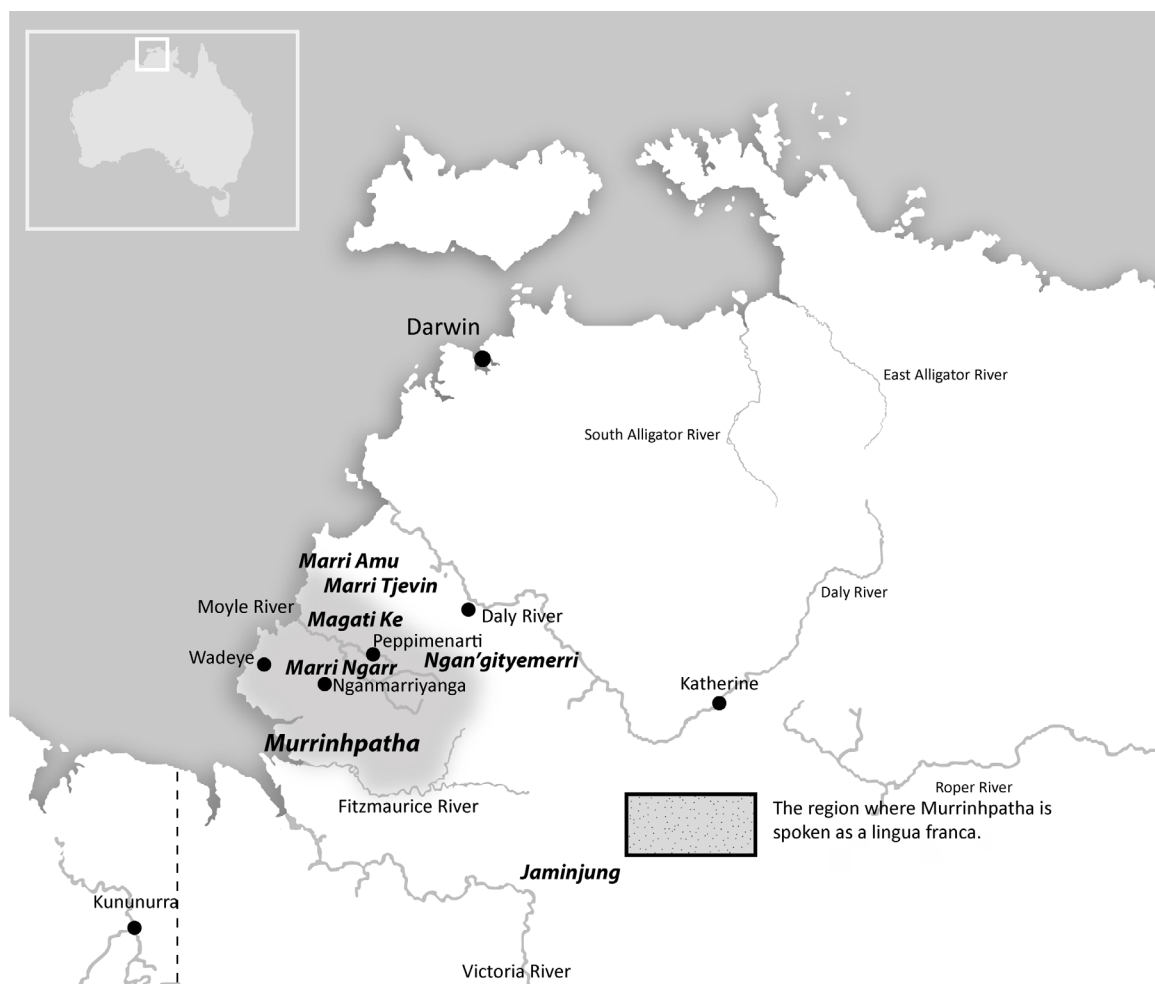 Darwin
East Alligator River
South Alligator River
Marri Amu
Marri Tjevin
Daly River
Moyle River
Magati Ke
Daly River
Peppimenarti
Wadeye
Marri Ngarr
Ngan'gityemerri
Nganmarriyanga
Katherine
Murrinhpatha
Roper River
Fitzmaurice River
The region where Murrinhpatha is
spoken as a lingua franca.
Jaminjung
Kununurra
Victoria River